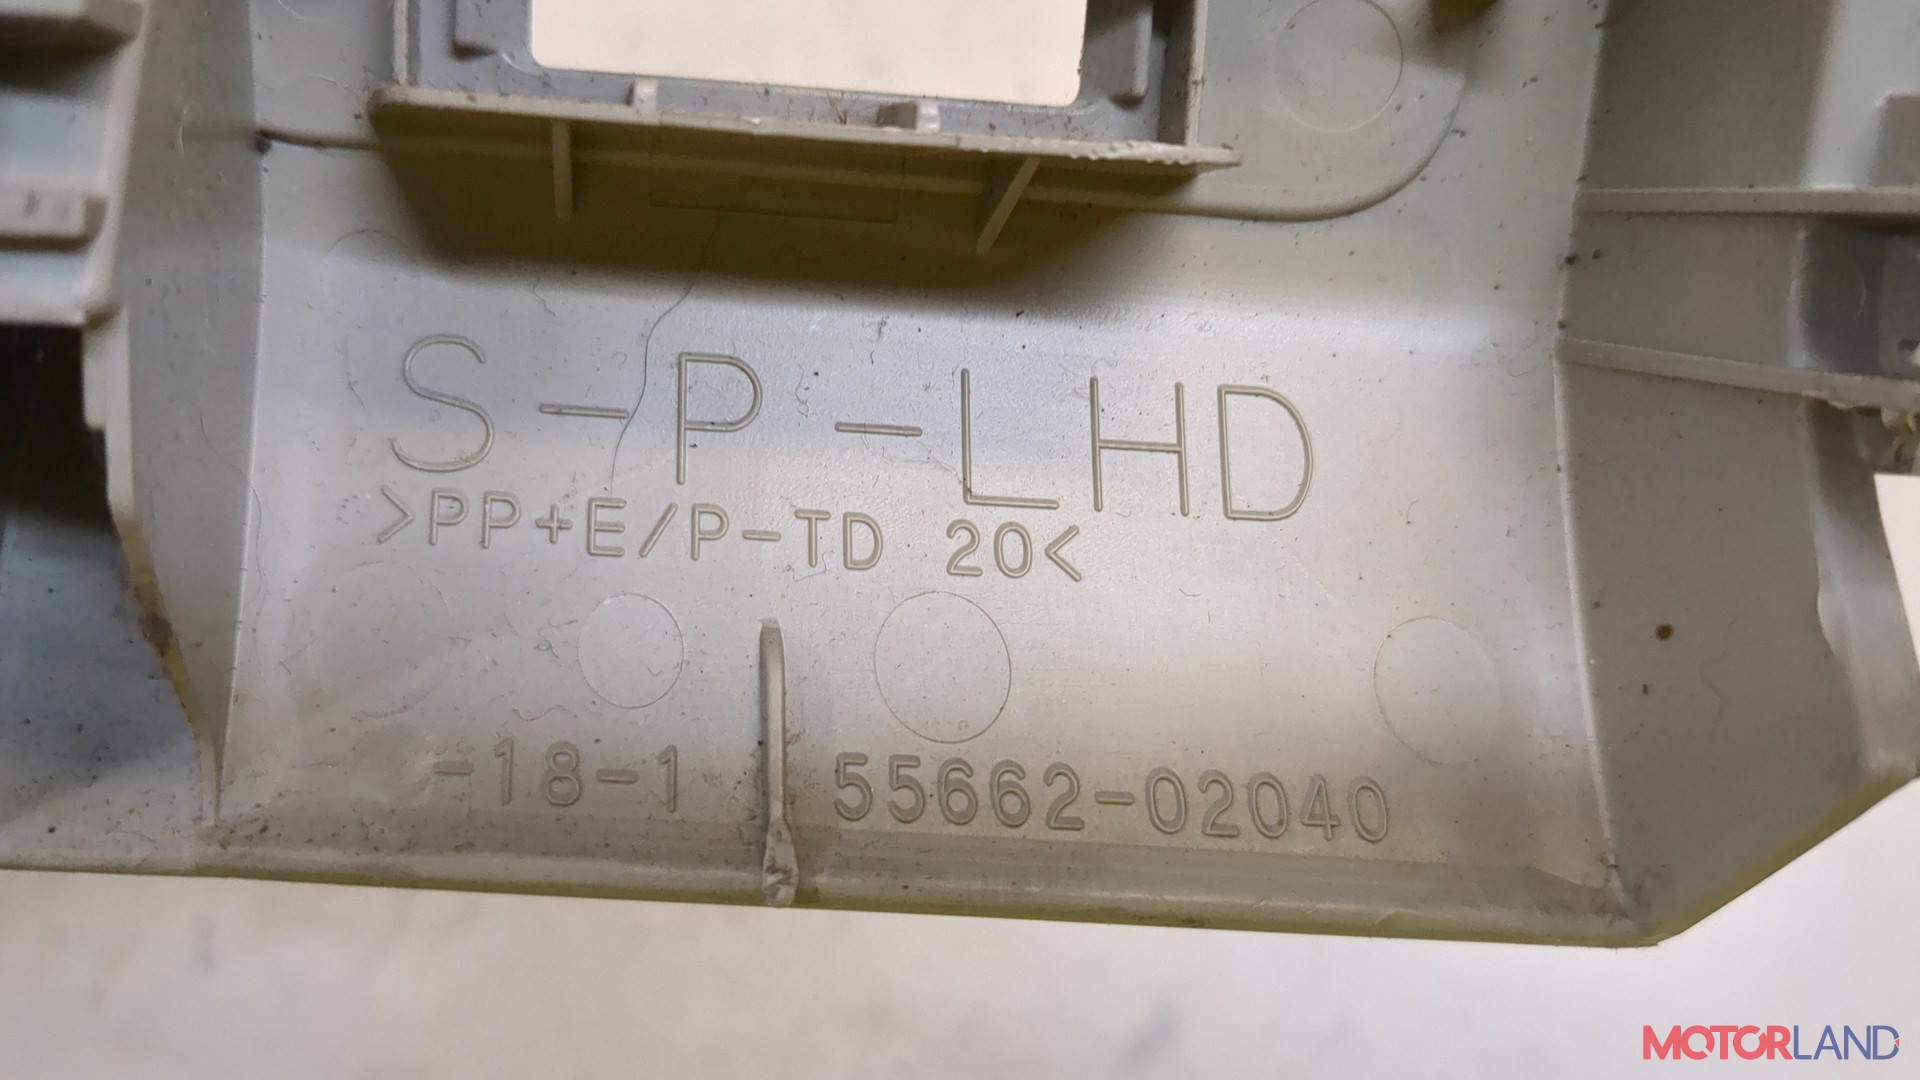 S-P-LHD
>PP+E/P-TD 20<
-18-1 55662-02040
MOTORLAND